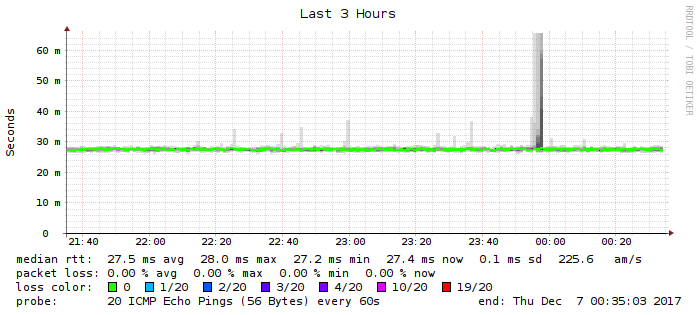 Last 3 Hours
RRDTOOL / TOBI OETIKER
Seconds
60 m
50 m
40 m
30 m
20 m
10 m
0
21:40 22:00 22:20 22:40 23:00 23:20 23:40 00:00 00:20
median rtt: 27.5 ms avg 28.0 ms max 27.2 ms min 27.4 ms now 0.1 ms sd 225.6 am/s
packet loss: 0.00 % avg 0.00 % max 0.00 % min 0.00 % now
loss color: 0 1/20 2/20 3/20 4/20 10/20 19/20
probe: 20 ICMP Echo Pings (56 Bytes) every 60s end: Thu Dec 7 00:35:03 2017